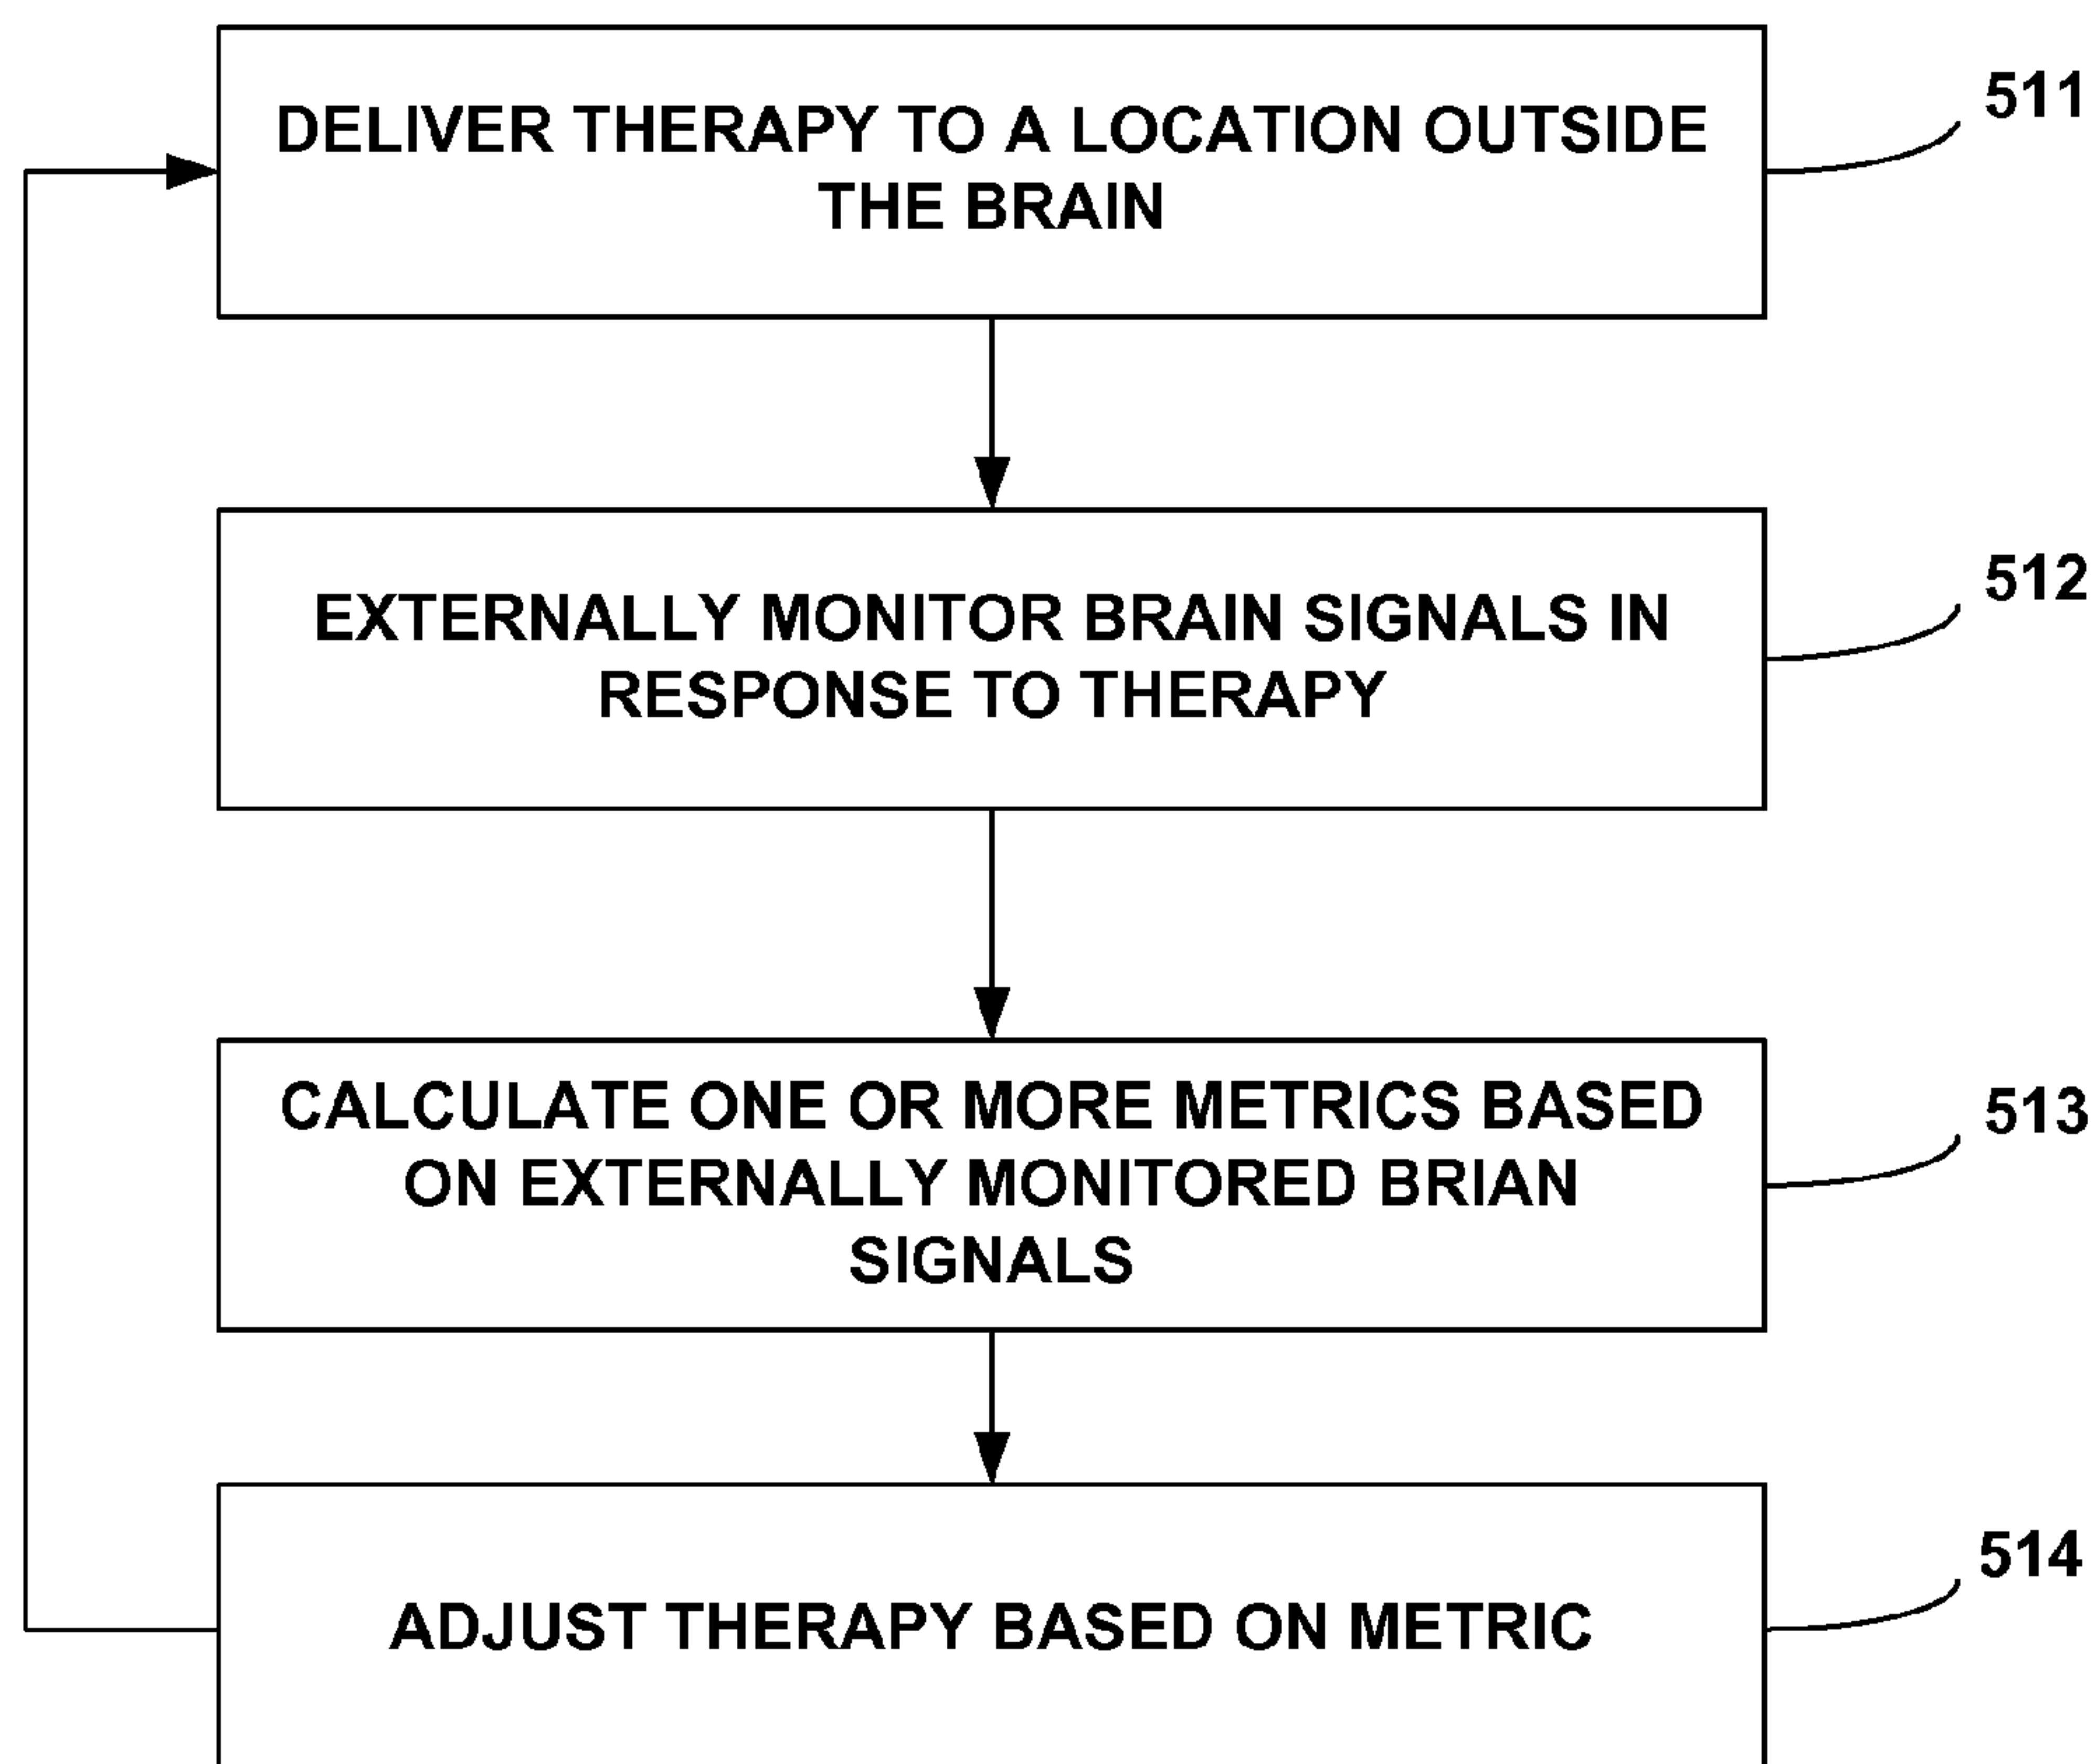 DELIVER THERAPY TO A LOCATION OUTSIDE
THE BRAIN
511
EXTERNALLY MONITOR BRAIN SIGNALS IN
RESPONSE TO THERAPY
512
CALCULATE ONE OR MORE METRICS BASED
ON EXTERNALLY MONITORED BRIAN
SIGNALS
513
ADJUST THERAPY BASED ON METRIC
514